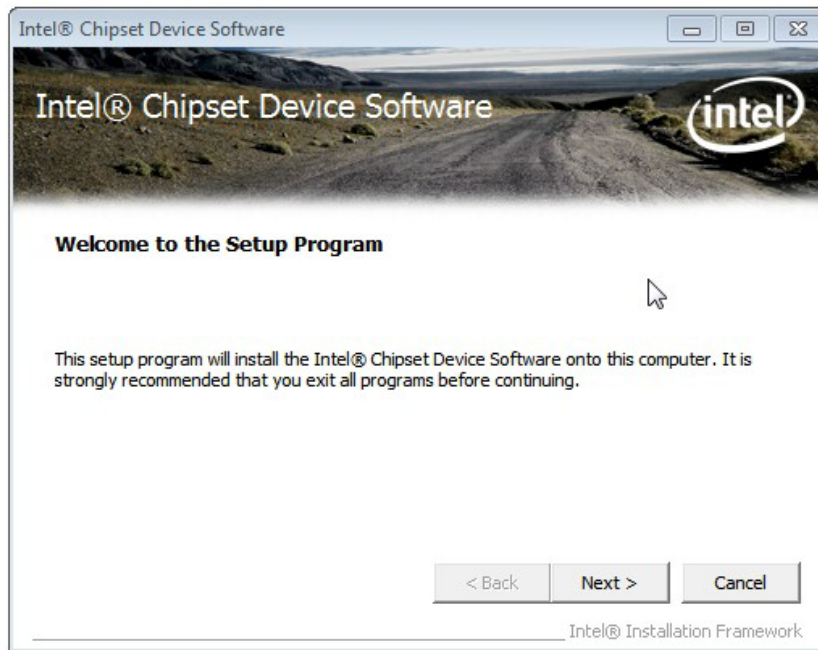 Intel® Chipset Device Software
Intel® Chipset Device Software
intel
Welcome to the Setup Program
This setup program will install the Intel® Chipset Device Software onto this computer. It is
strongly recommended that you exit all programs before continuing.
< Back Next > Cancel
Intel® Installation Framework